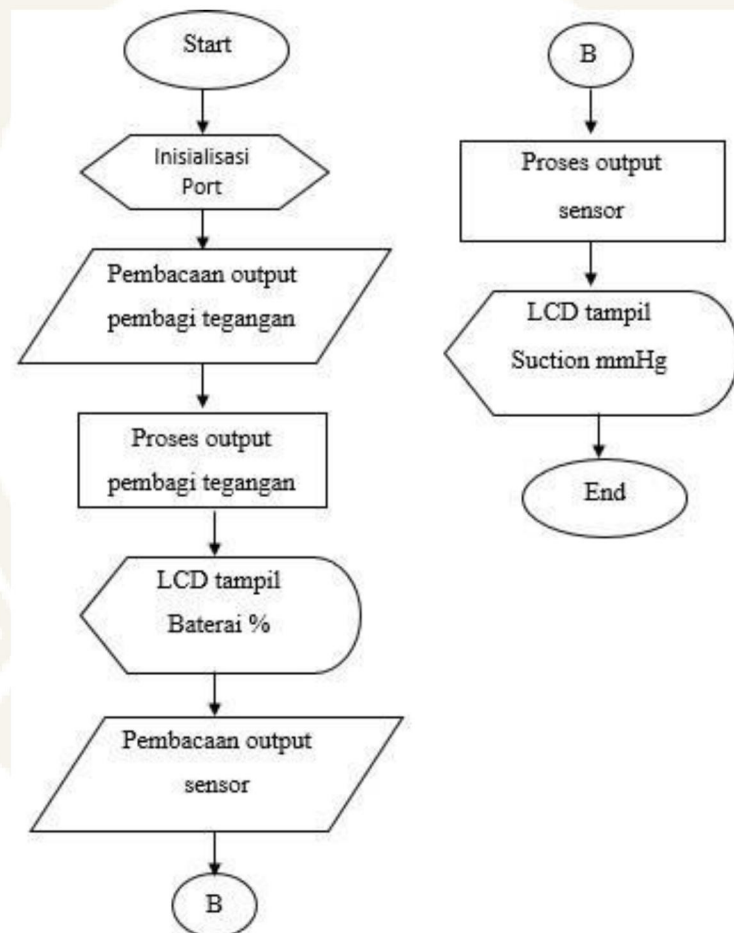 Start
Inisialisasi
Port
Pembacaan output
pembagi tegangan
Proses output
pembagi tegangan
LCD tampil
Baterai %
Pembacaan output
sensor
B
B
Proses output
sensor
LCD tampil
Suction mmHg
End